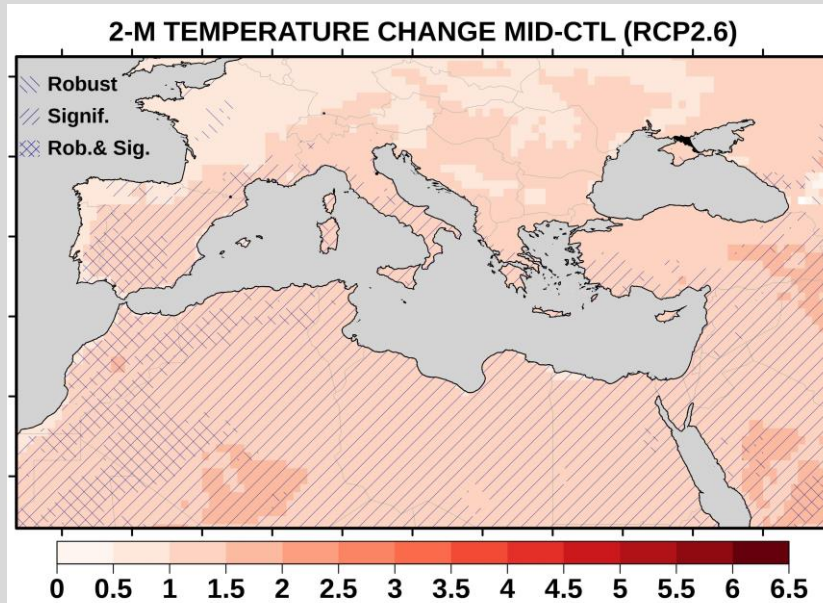 2-M TEMPERATURE CHANGE MID-CTL (RCP2.6)
Robust
Signif.
Rob.& Sig.
0 0.5 1 1.5 2 2.5 3 3.5 4 4.5 5 5.5 6 6.5